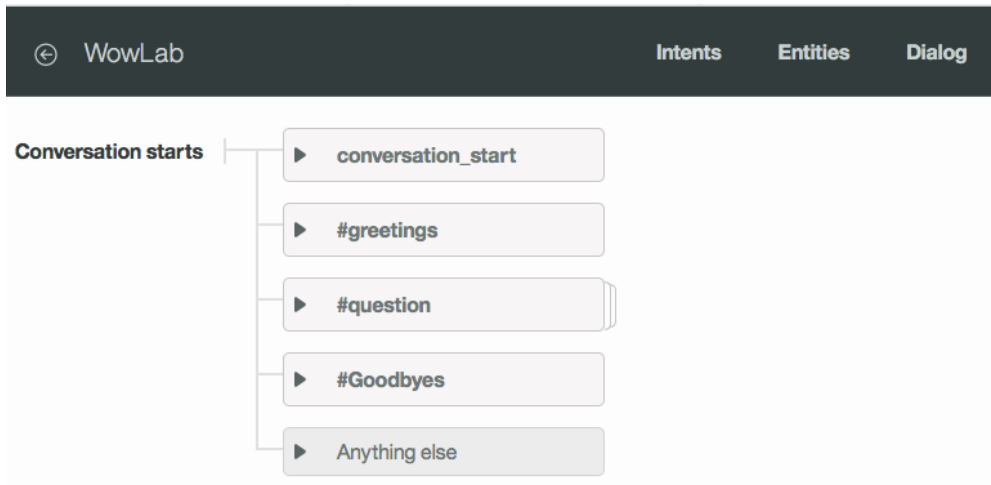 WowLab Intents Entities Dialog
Conversation starts
conversation_start
#greetings
#question
#Goodbyes
Anything else